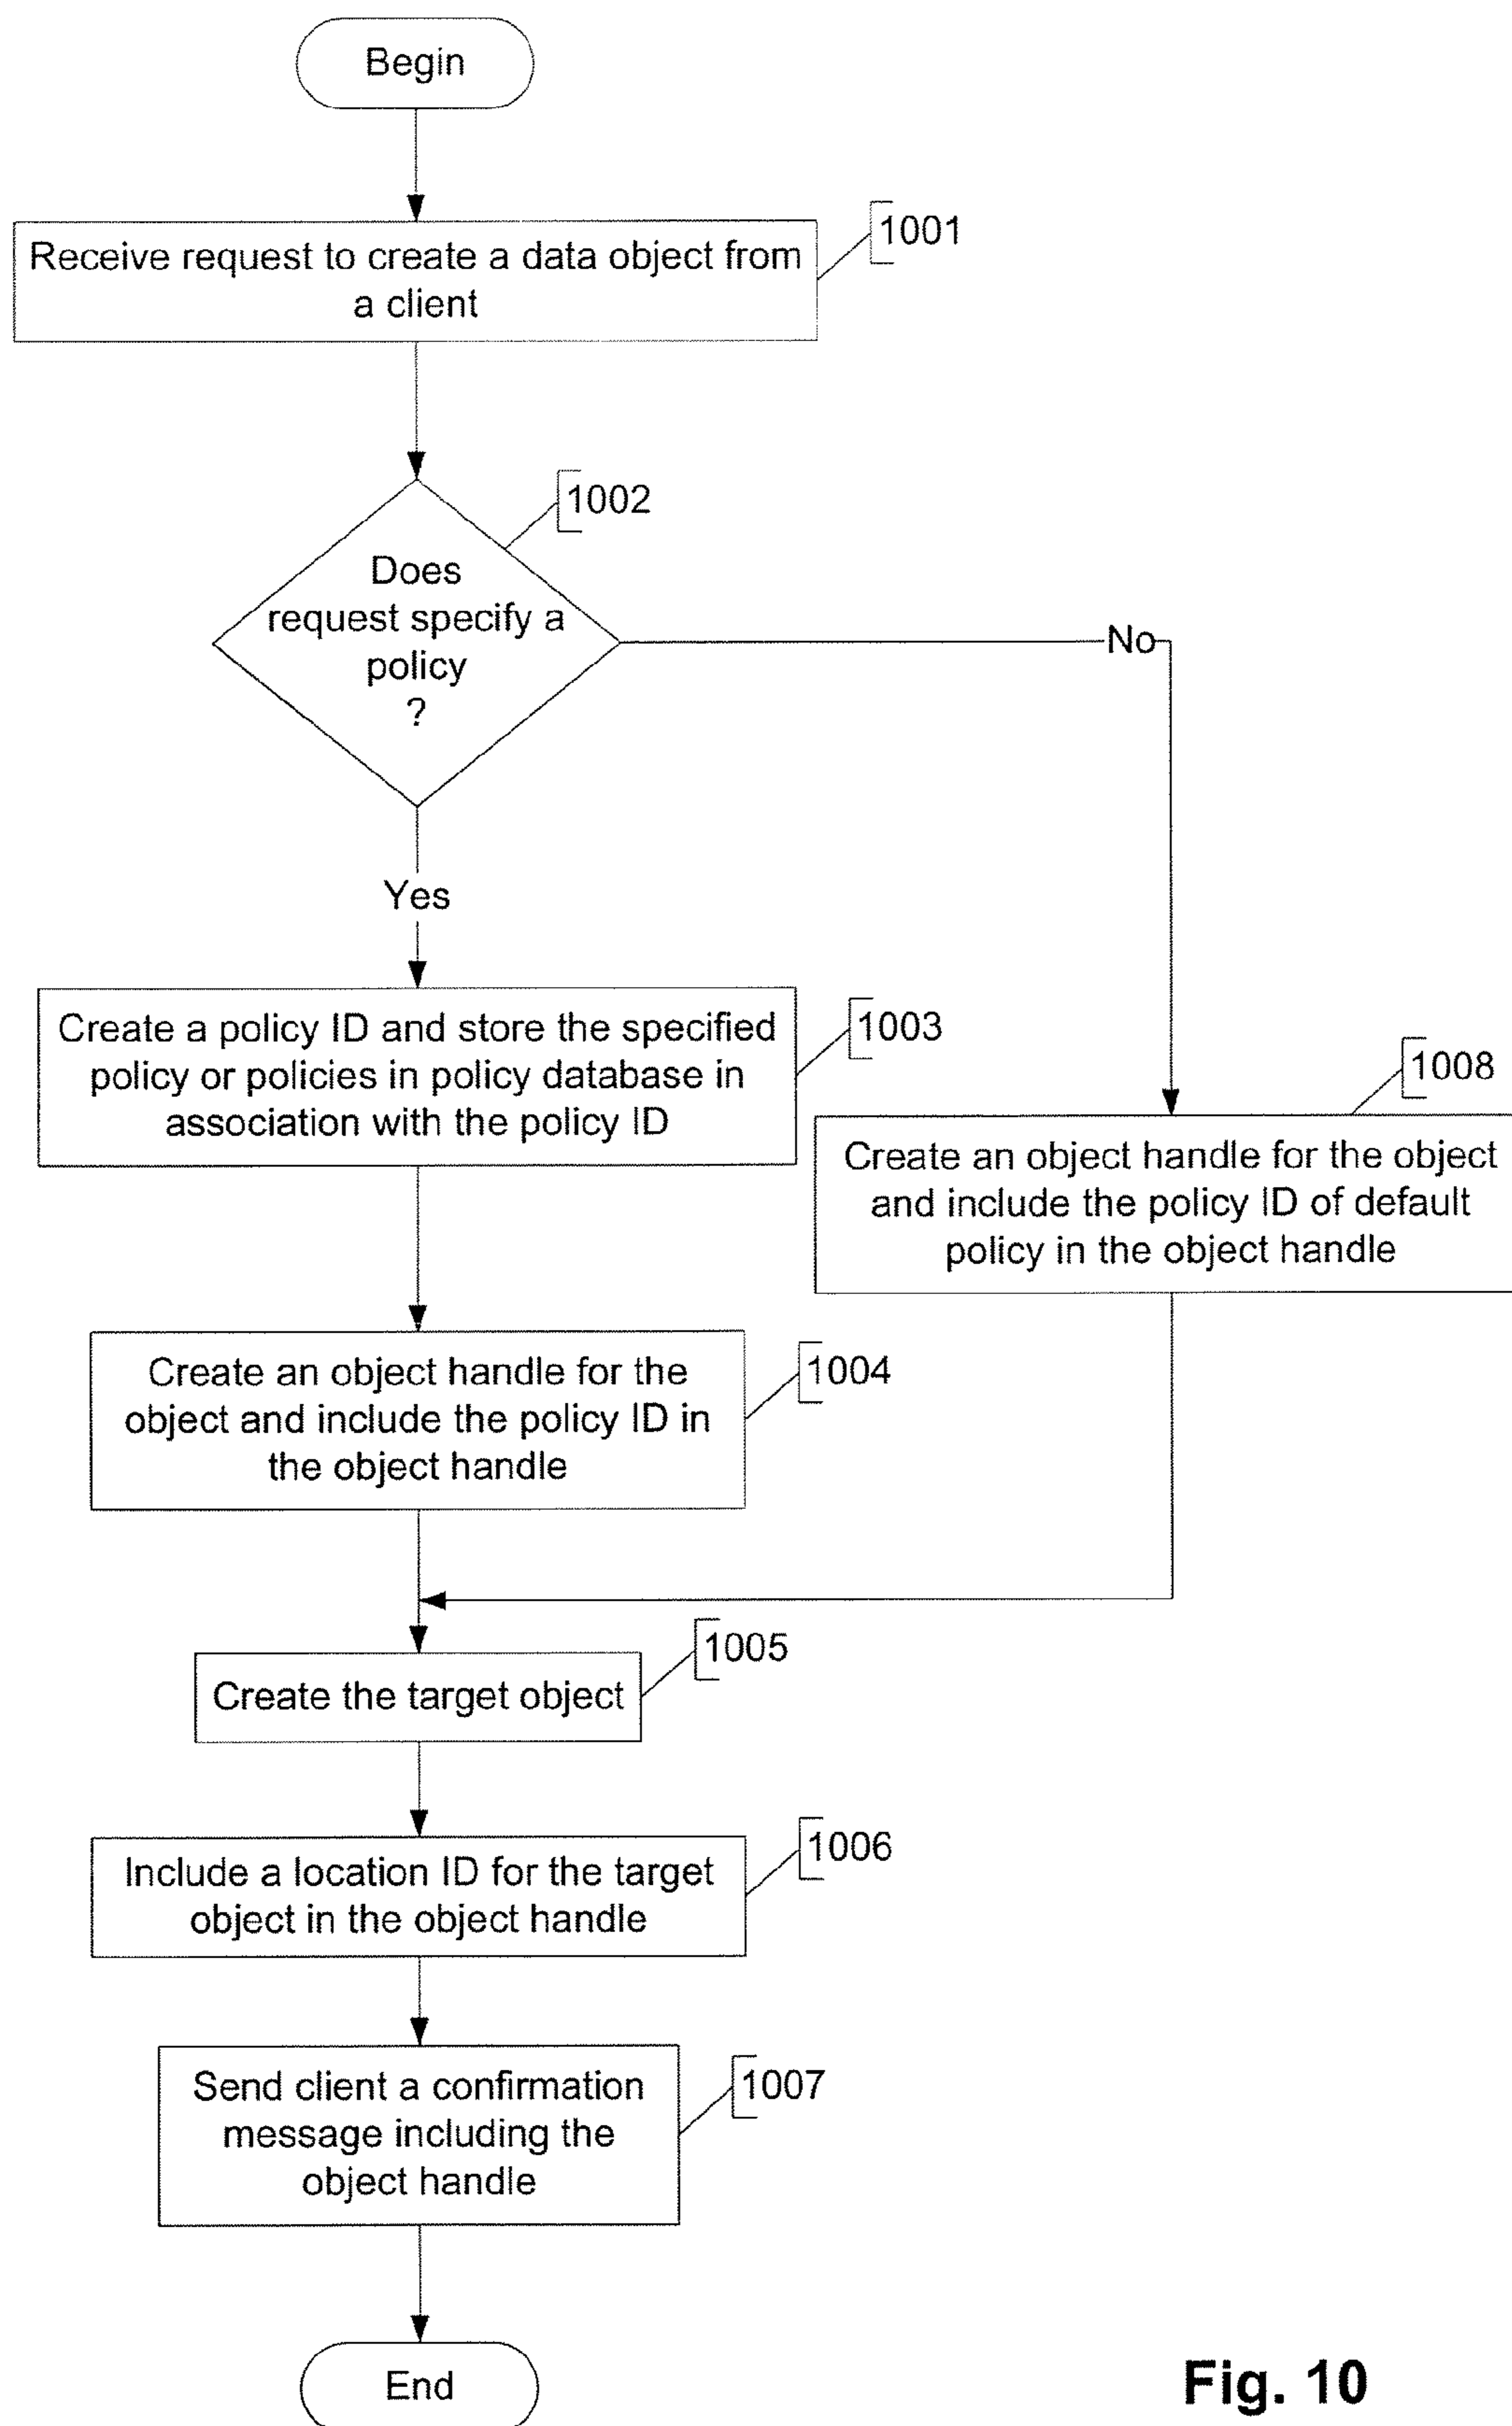 Begin
1001
Receive request to create a data object from
a client
1002
Does
request specify a
policy
?
No
Yes
1003
Create a policy ID and store the specified
policy or policies in policy database in
association with the policy ID
1008
Create an object handle for the object
and include the policy ID of default
policy in the object handle
1004
Create an object handle for the
object and include the policy ID in
the object handle
1005
Create the target object
1006
Include a location ID for the target
object in the object handle
1007
Send client a confirmation
message including the
object handle
End
Fig. 10